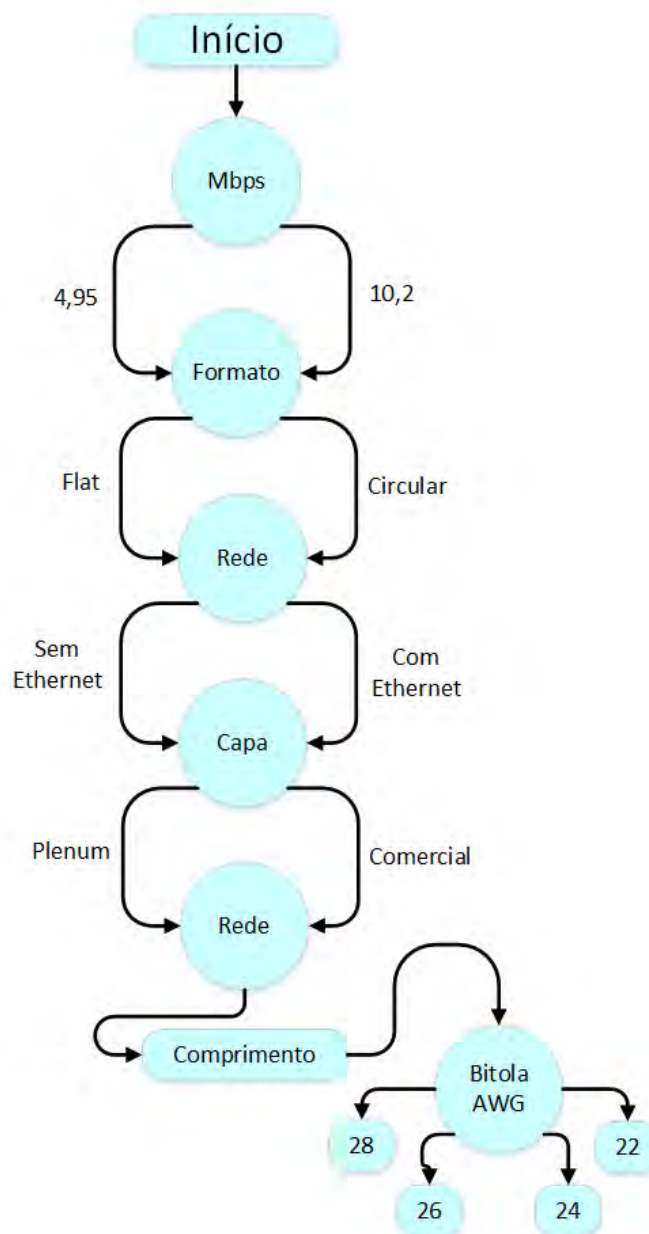 Início
Mbps
4,95
10,2
Formato
Flat
Circular
Rede
Sem
Ethernet
Com
Ethernet
Capa
Plenum
Comercial
Rede
Comprimento
Bitola
AWG
28
22
26
24